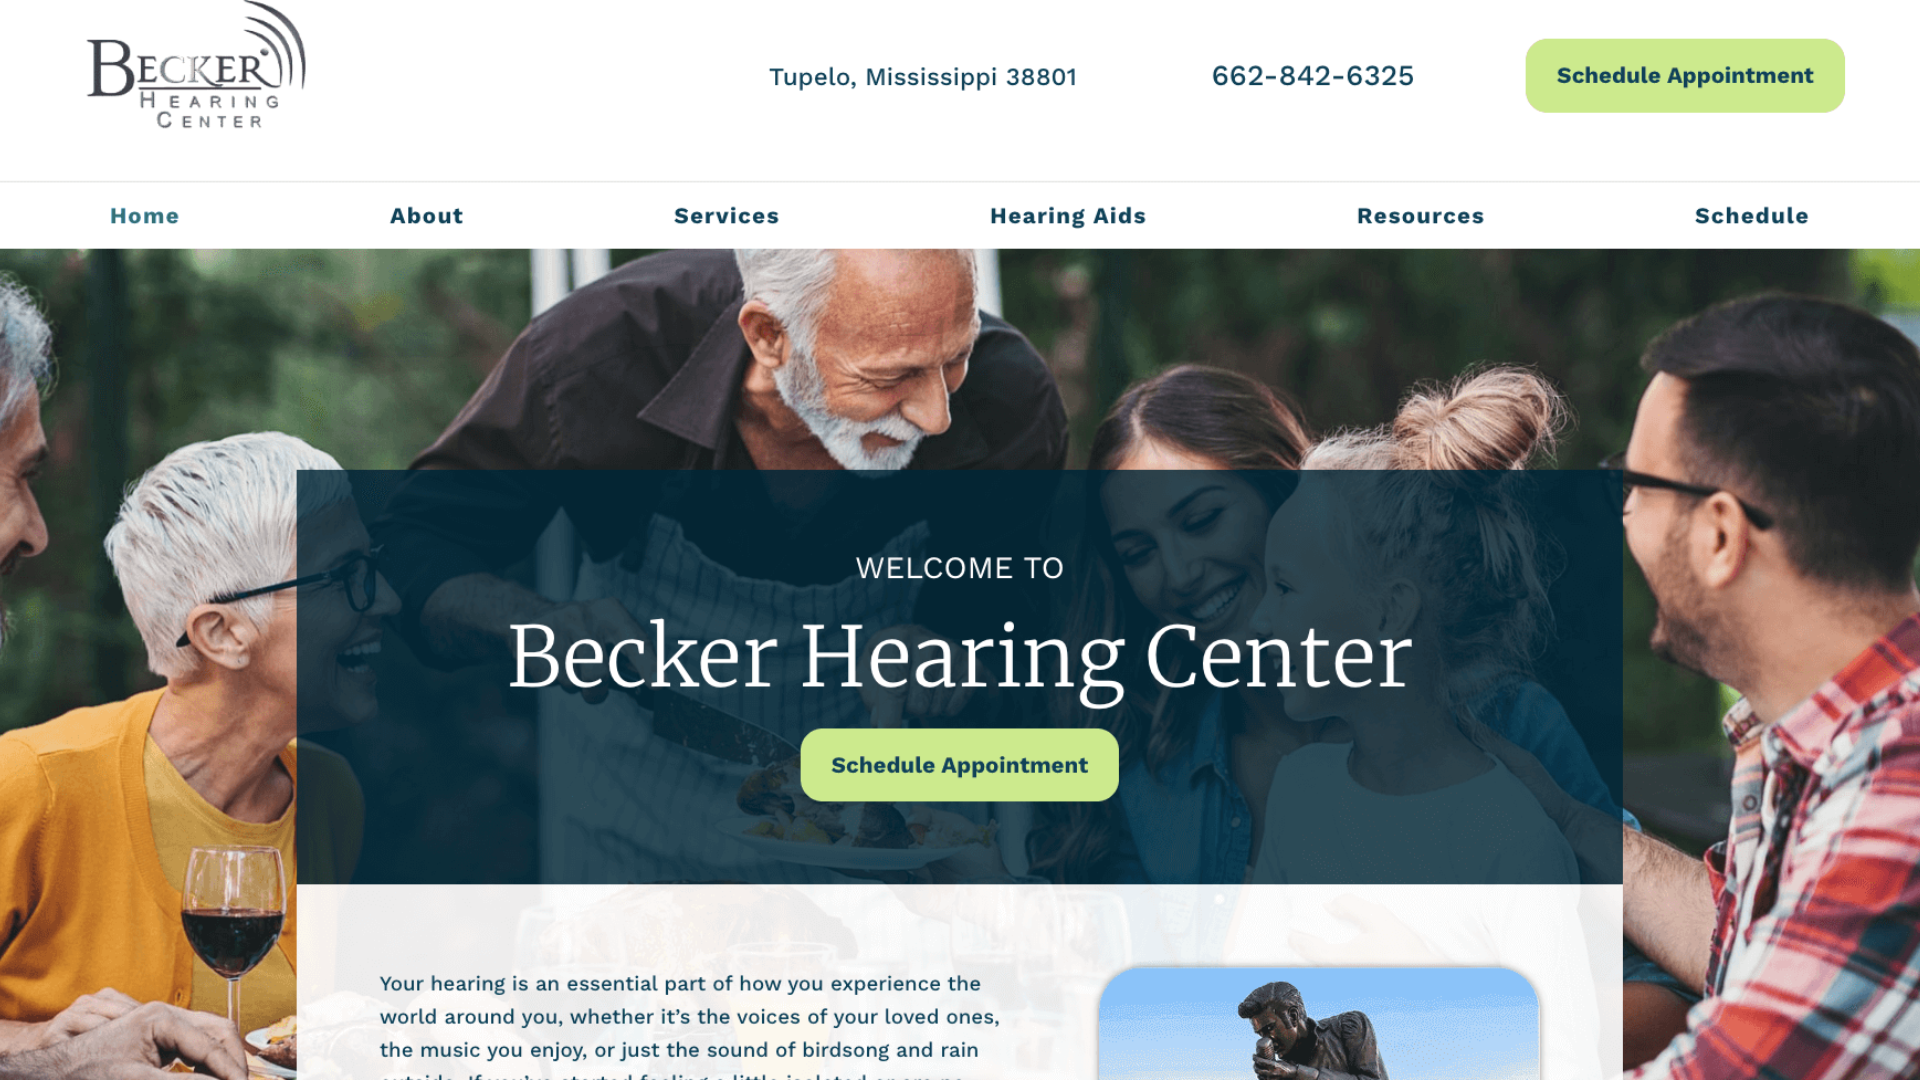 BECKER
HEARING
CENTER
Tupelo, Mississippi 38801
662-842-6325
Schedule Appointment
Home
About
Services
Hearing Aids
Resources
Schedule
WELCOME TO
Becker Hearing Center
Schedule Appointment
Your hearing is an essential part of how you experience the
world around you, whether it’s the voices of your loved ones,
the music you enjoy, or just the sound of birdsong and rain